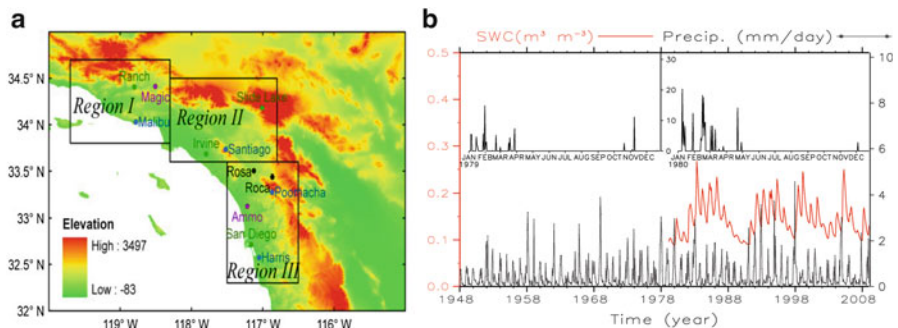 a
34.5° N
34° N
33.5° N
33° N
32.5° N
32° N
119° W
118° W
117° W
116° W
Ranch
Magic
Region I
Malibu
Region II
Irvine
Santiago
Rosa
Roca
Poomacha
Ammo
San Diego
Harris
Region III
Elevation
High : 3497
Low : -83
b
SWC(m³ m⁻³)
Precip. (mm/day)
0.5
0.4
0.3
0.2
0.1
0.0
10
8
6
4
2
0
JAN FEB MAR APR MAY JUN JUL AUG SEP OCT NOV DEC
1979
30
20
10
0
JAN FEB MAR APR MAY JUN JUL AUG SEP OCT NOV DEC
1980
1948
1958
1968
1978
1988
1998
2008
Time (year)